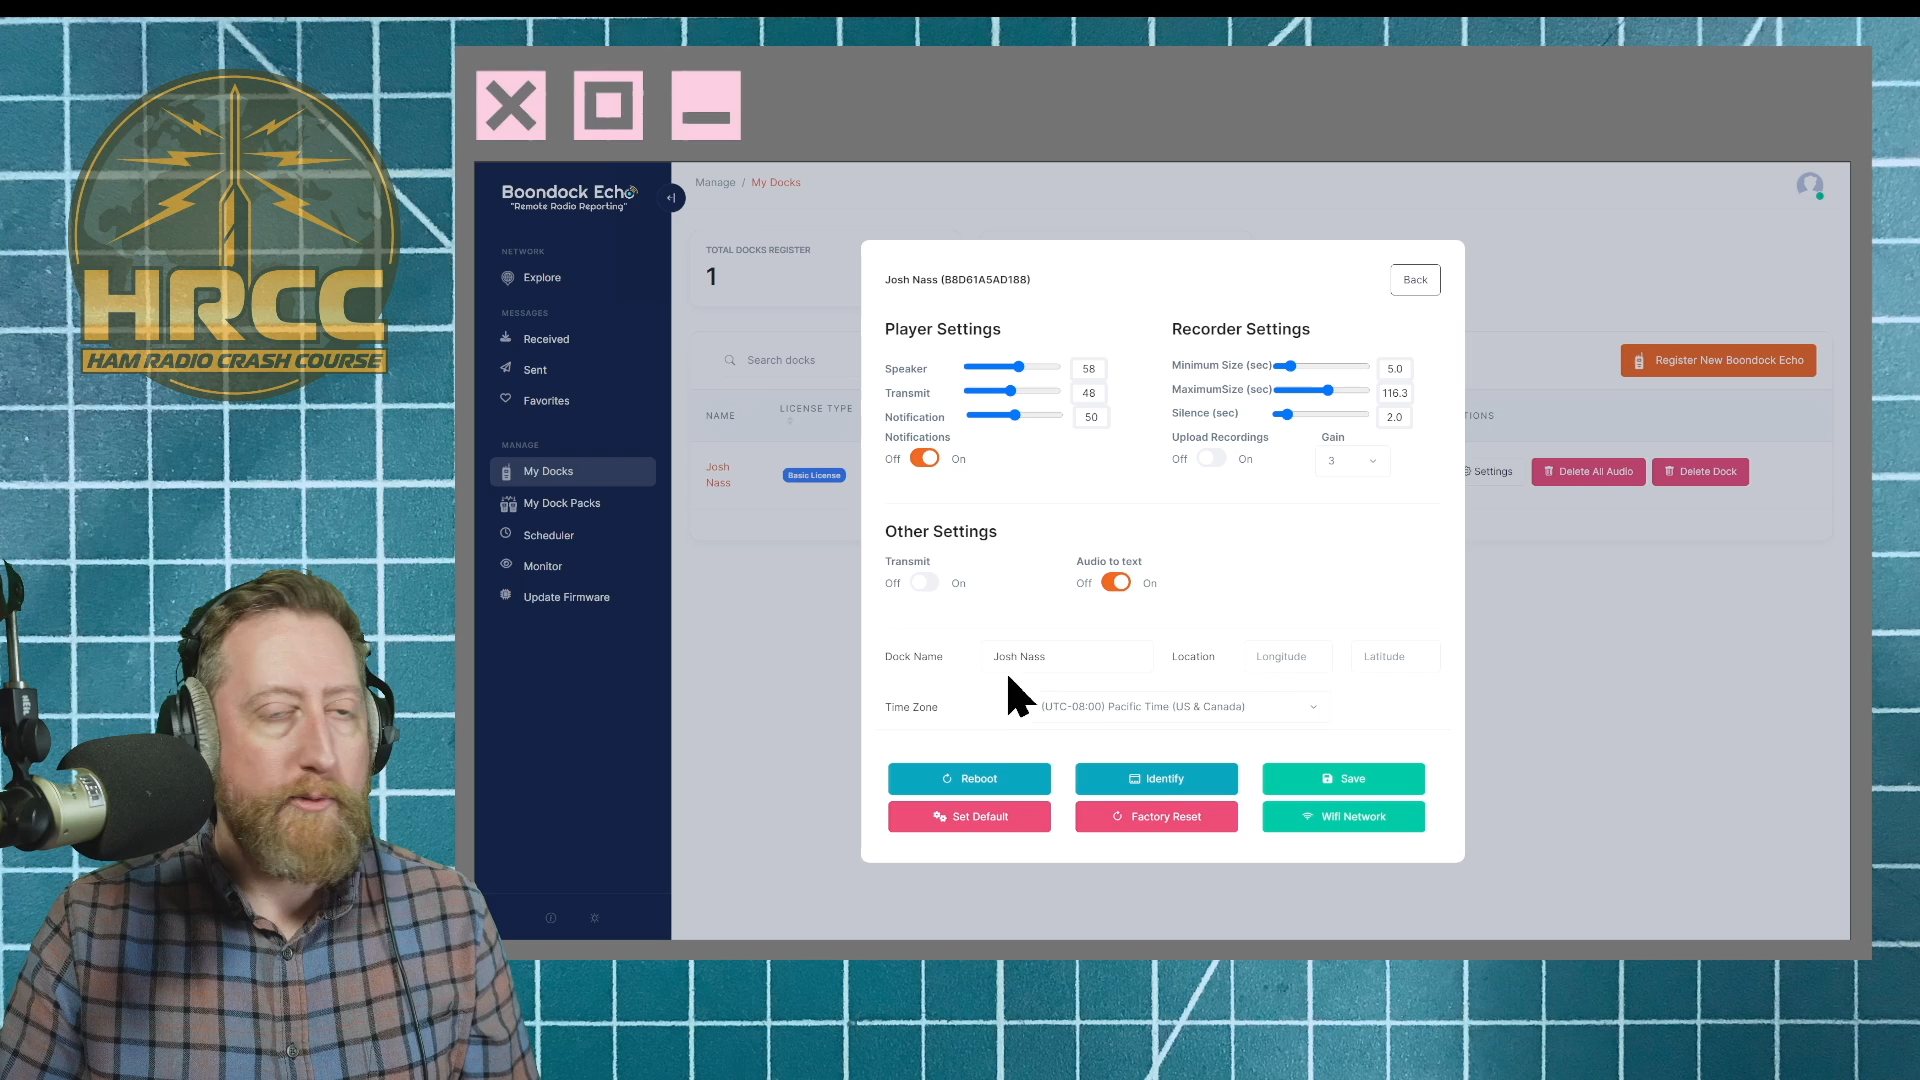 HRCC
HAM RADIO CRASH COURSE
Boondock Echo
"Remote Radio Reporting"
NETWORK
Explore
MESSAGES
Received
Sent
Favorites
MANAGE
My Docks
My Dock Packs
Scheduler
Monitor
Update Firmware
Manage / My Docks
TOTAL DOCKS REGISTER
1
Search docks
Register New Boondock Echo
NAME
LICENSE TYPE
TIONS
Josh
Nass
Basic License
Settings
Delete All Audio
Delete Dock
Josh Nass (B8D61A5AD188)
Back
Player Settings
Speaker 58
Transmit 48
Notification 50
Notifications
Off On
Recorder Settings
Minimum Size (sec) 5.0
MaximumSize (sec) 116.3
Silence (sec) 2.0
Upload Recordings Gain
Off On 3
Other Settings
Transmit Audio to text
Off On Off On
Dock Name Josh Nass Location Longitude Latitude
Time Zone (UTC-08:00) Pacific Time (US & Canada)
Reboot Identify Save
Set Default Factory Reset Wifi Network